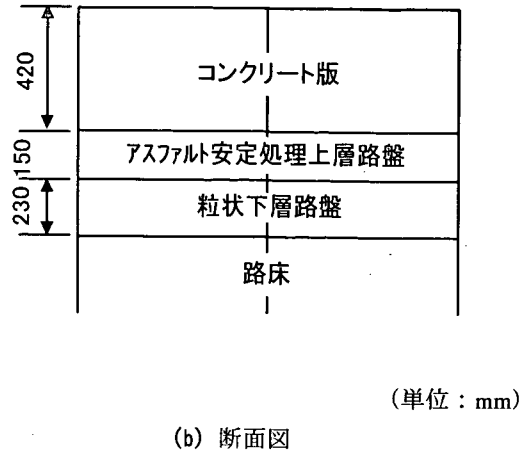 420
コンクリート版
150
アスファルト安定処理上層路盤
230
粒状下層路盤
路床
(単位：mm)
(b) 断面図